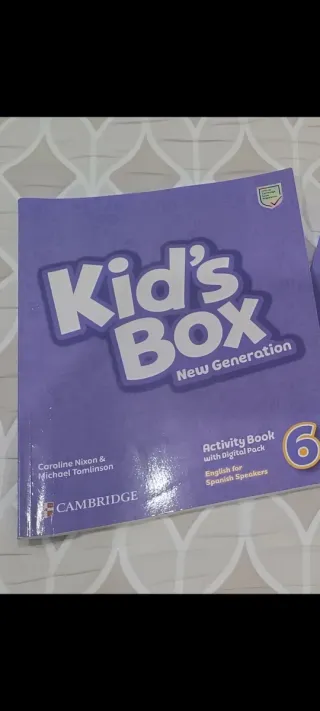 Kid's
Box
New Generation
Activity Book
with Digital Pack
6
English for
Spanish Speakers
Caroline Nixon &
Michael Tomlinson
CAMBRIDGE